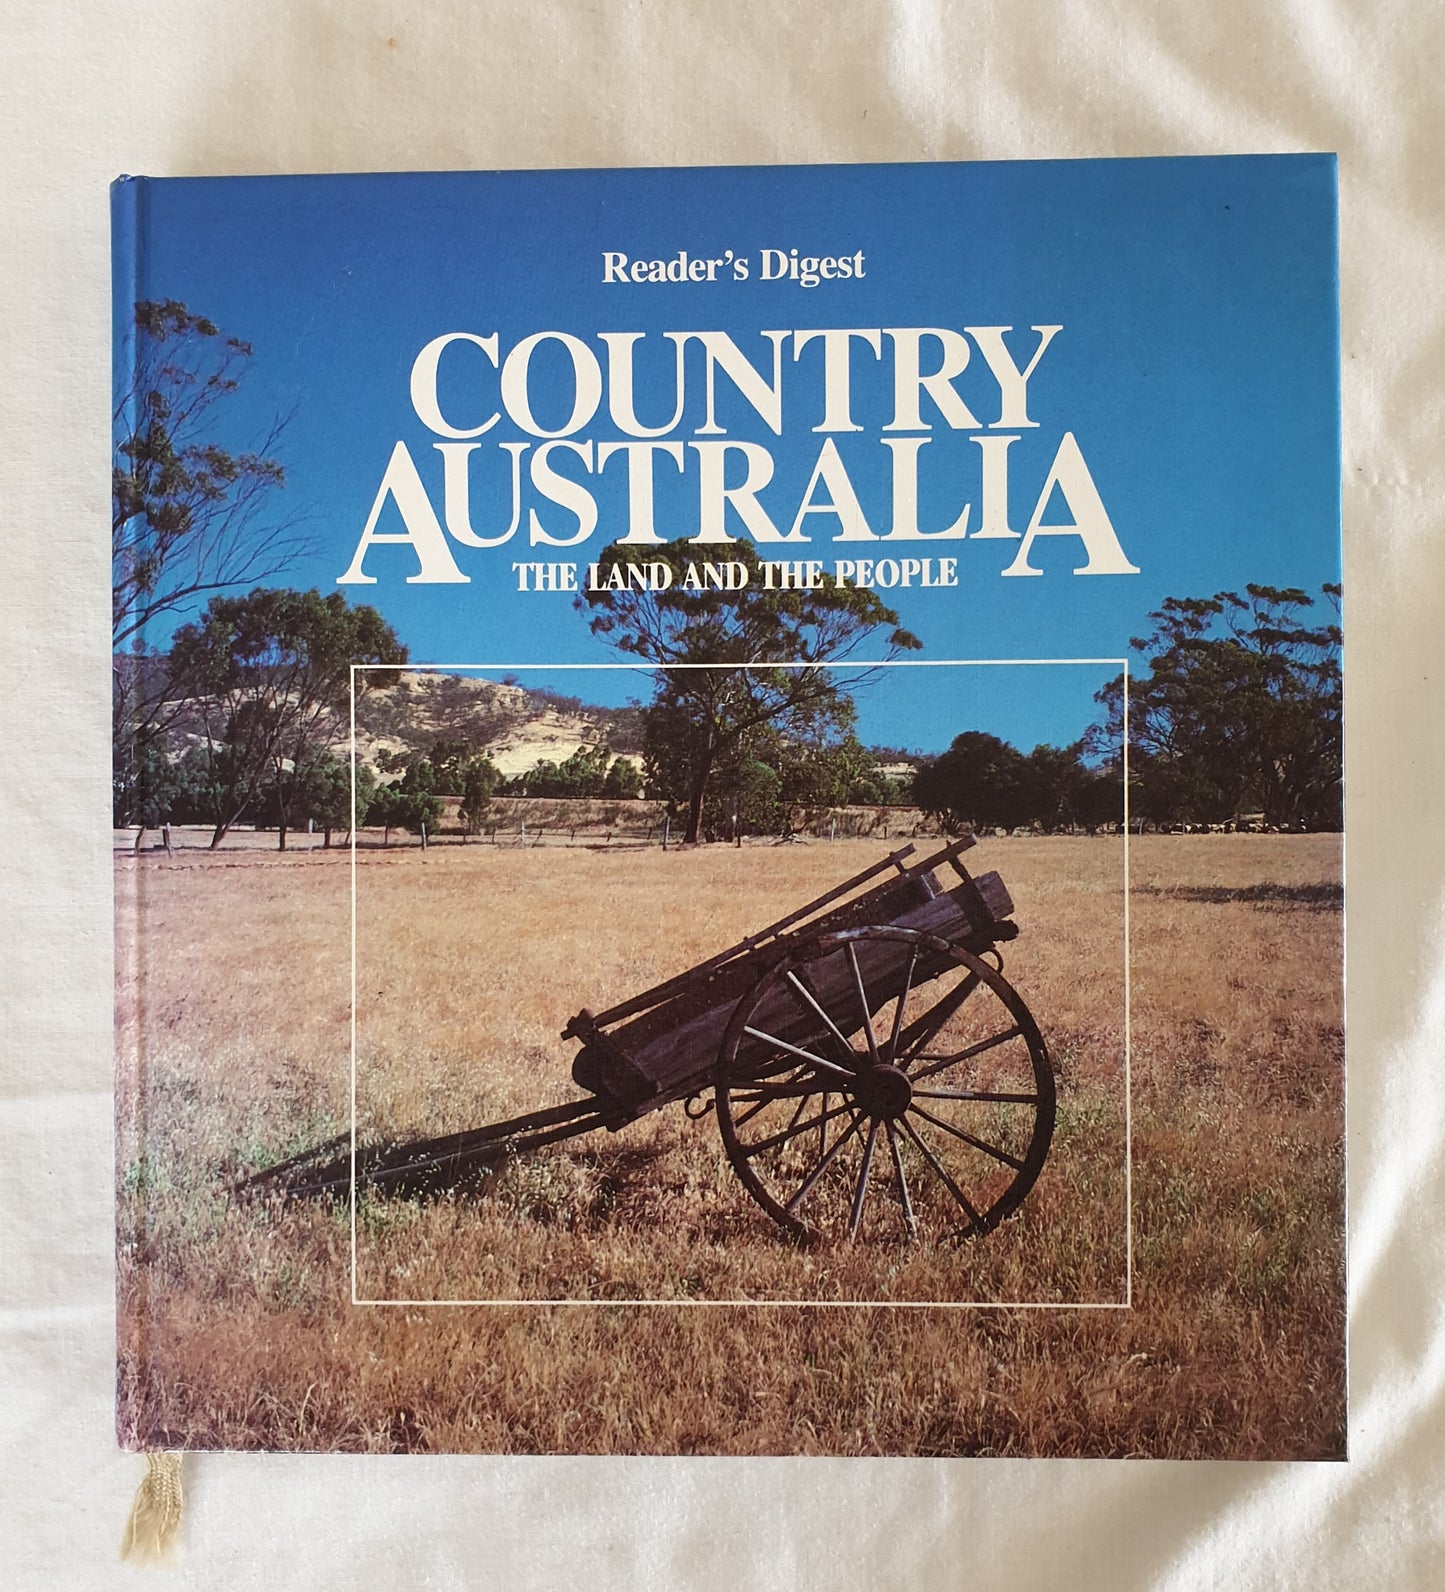 Reader's Digest
COUNTRY
AUSTRALIA
THE LAND AND THE PEOPLE